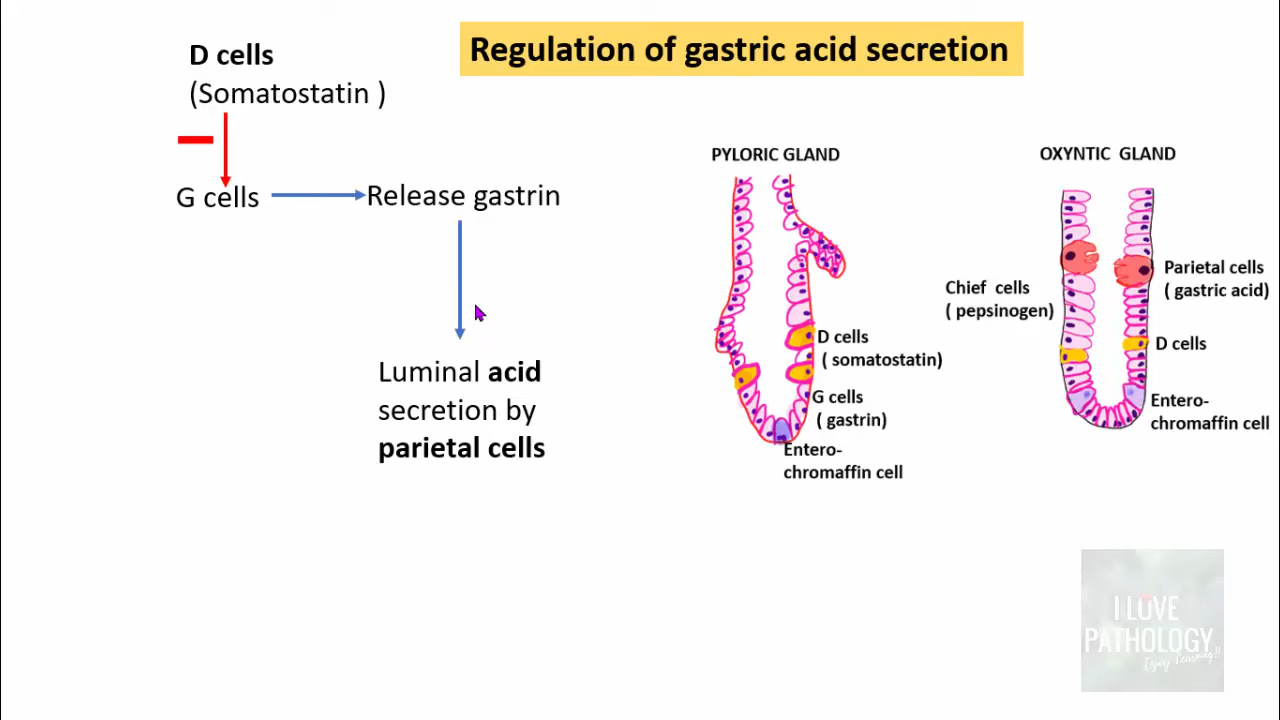 Regulation of gastric acid secretion
D cells
(Somatostatin )
G cells
Release gastrin
Luminal acid
secretion by
parietal cells
PYLORIC GLAND
D cells
( somatostatin)
G cells
( gastrin)
Entero-
chromaffin cell
OXYNTIC GLAND
Chief cells
( pepsinogen)
Parietal cells
( gastric acid)
D cells
Entero-
chromaffin cell
I LOVE
PATHOLOGY
Enjoy Learning!!